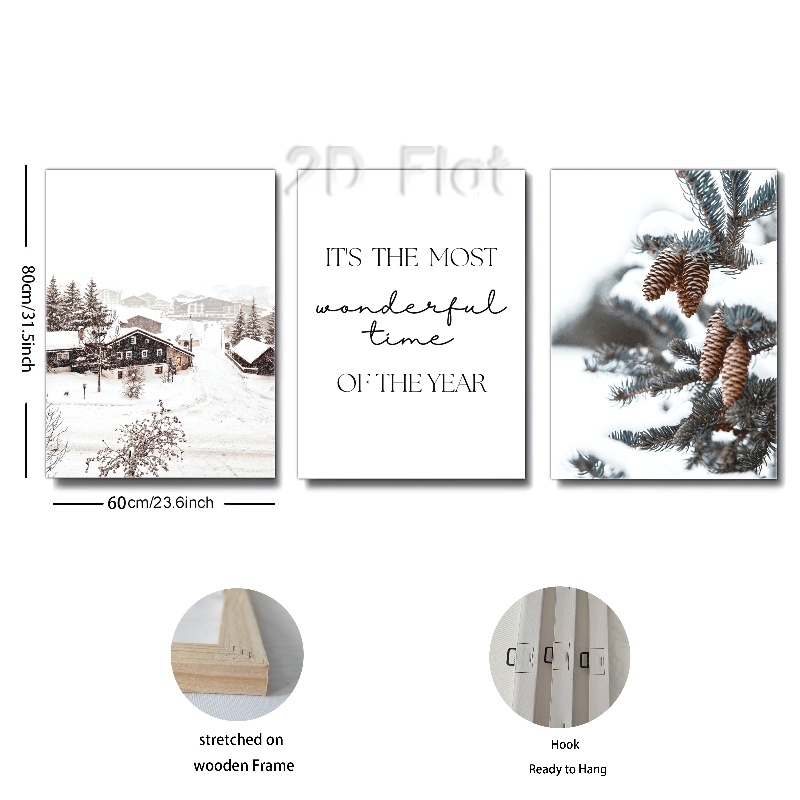 2D Flat
80cm/31.5inch
IT'S THE MOST
wonderful
time
OF THE YEAR
60cm/23.6inch
stretched on
wooden Frame
Hook
Ready to Hang